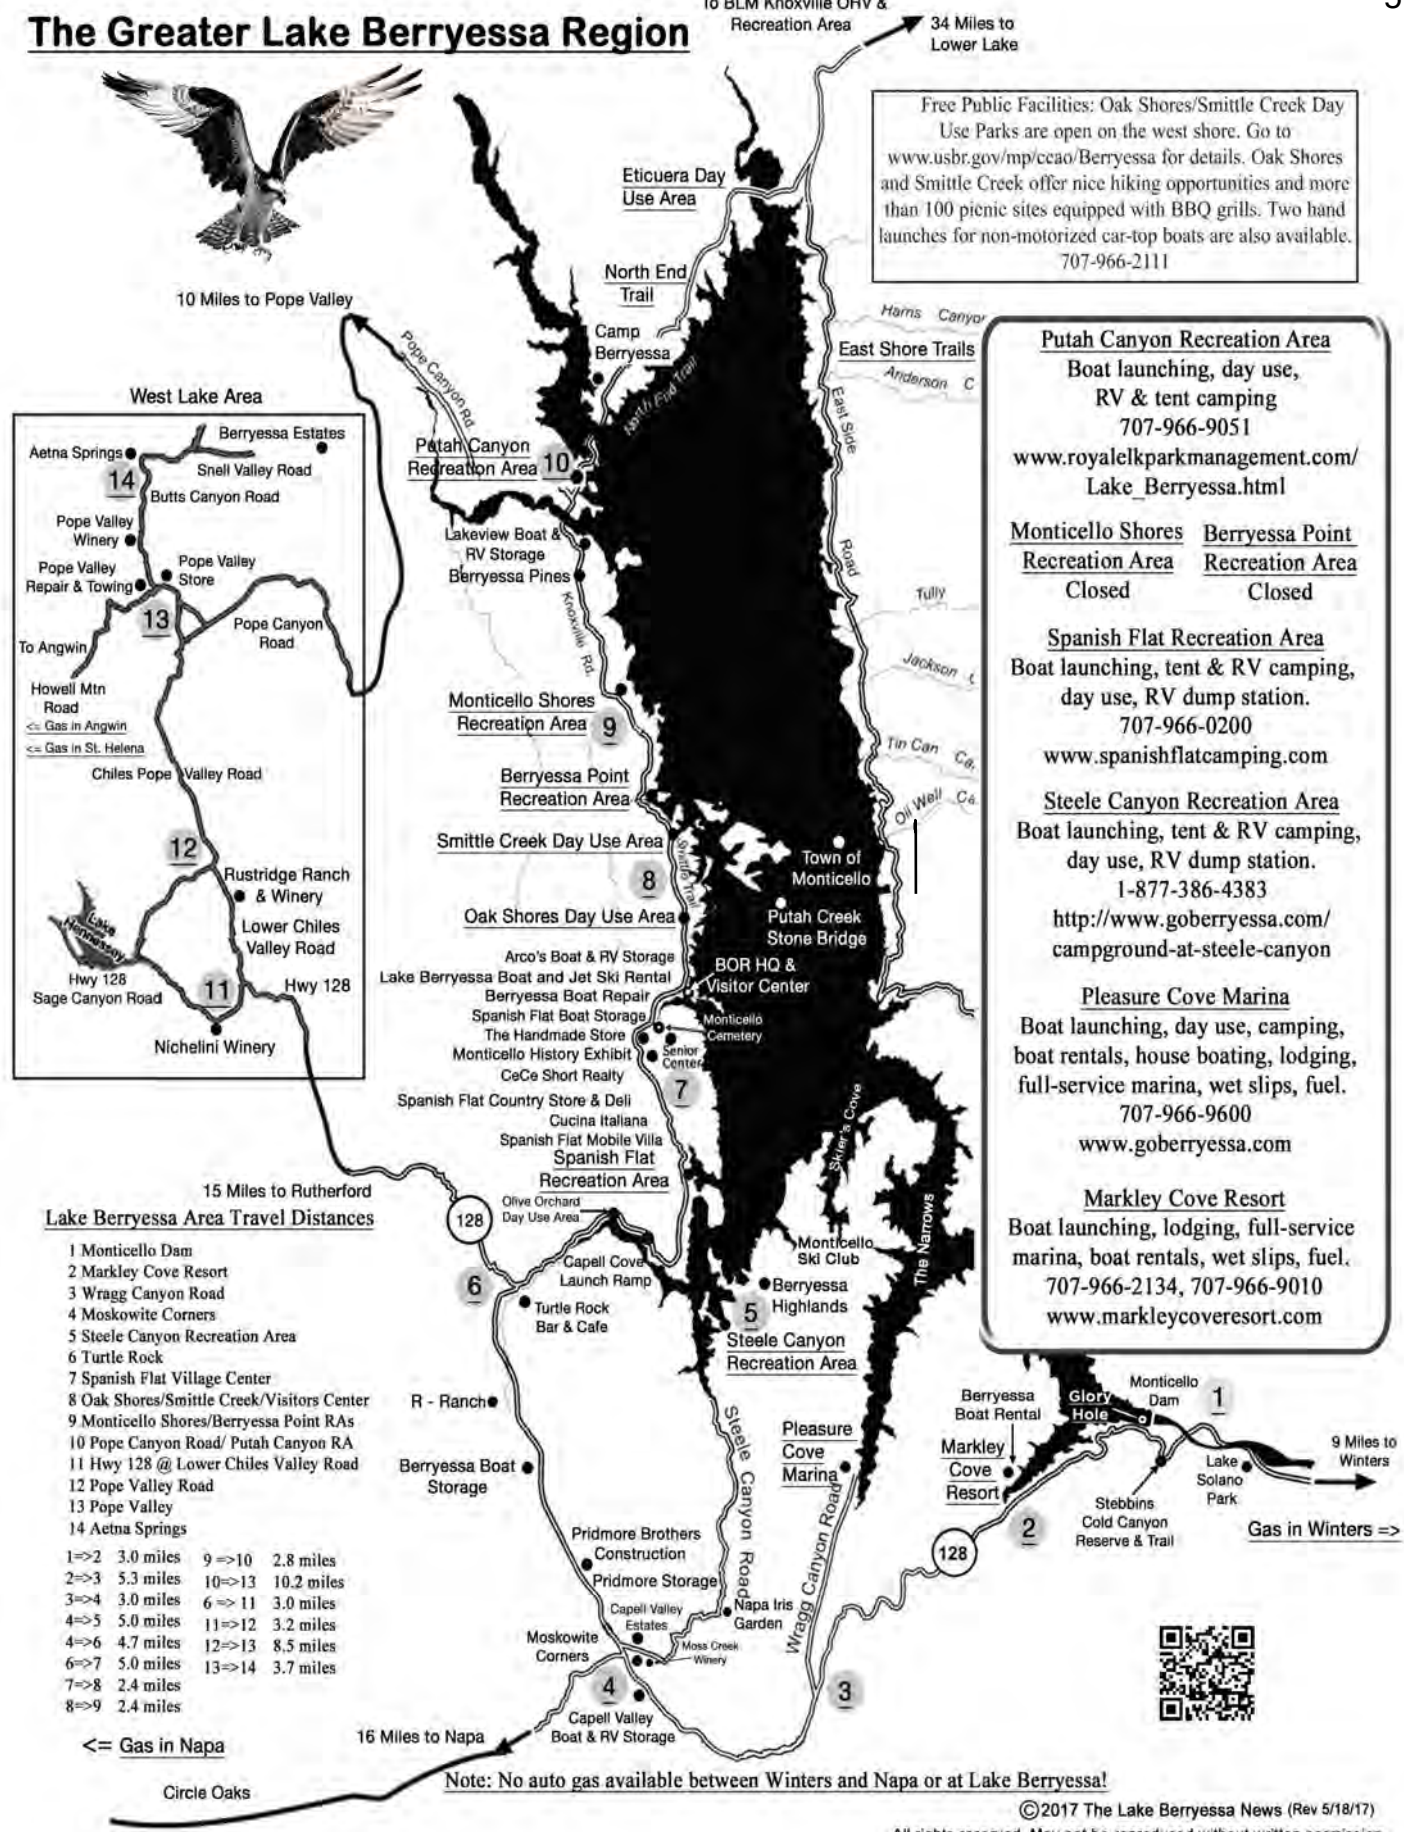 To BLM Knoxville OHV &
Recreation Area
The Greater Lake Berryessa Region
34 Miles to
Lower Lake
Free Public Facilities: Oak Shores/Smittle Creek Day
Use Parks are open on the west shore. Go to
www.usbr.gov/mp/ccao/Berryessa for details. Oak Shores
and Smittle Creek offer nice hiking opportunities and more
than 100 picnic sites equipped with BBQ grills. Two hand
launches for non-motorized car-top boats are also available.
707-966-2111
Eticuera Day
Use Area
North End
Trail
10 Miles to Pope Valley
Camp
Berryessa
Pope Canyon Rd
North End Trail
Harris Canyon
East Shore Trails
Anderson C
East Side
Road
Putah Canyon
Recreation Area
10
Lakeview Boat &
RV Storage
Berryessa Pines
Knoxville Rd.
Tully
Jackson
Tin Can Ca.
Oil Well Ca.
Monticello Shores
Recreation Area
9
Berryessa Point
Recreation Area
Smittle Creek Day Use Area
Smittle Trail
8
Oak Shores Day Use Area
Town of
Monticello
Putah Creek
Stone Bridge
Arco's Boat & RV Storage
Lake Berryessa Boat and Jet Ski Rental
Berryessa Boat Repair
Spanish Flat Boat Storage
The Handmade Store
Monticello History Exhibit
CeCe Short Realty
BOR HQ &
Visitor Center
Monticello
Cemetery
Senior
Center
7
Spanish Flat Country Store & Deli
Cucina Italiana
Spanish Flat Mobile Villa
Spanish Flat
Recreation Area
Olive Orchard
Day Use Area
Capell Cove
Launch Ramp
Skier's Cove
The Narrows
Monticello
Ski Club
Berryessa
Highlands
5
Steele Canyon
Recreation Area
West Lake Area
Berryessa Estates
Aetna Springs
Snell Valley Road
14
Butts Canyon Road
Pope Valley
Winery
Pope Valley
Repair & Towing
Pope Valley
Store
13
Pope Canyon
Road
To Angwin
Howell Mtn
Road
<= Gas in Angwin
<= Gas in St. Helena
Chiles Pope Valley Road
12
Rustridge Ranch
& Winery
Lake
Hennessey
Lower Chiles
Valley Road
Hwy 128
Sage Canyon Road
11
Hwy 128
Nichelini Winery
15 Miles to Rutherford
128
6
Turtle Rock
Bar & Cafe
R - Ranch
Berryessa Boat
Storage
Pridmore Brothers
Construction
Pridmore Storage
Capell Valley
Estates
Moskowite
Corners
Moss Creek
Winery
Napa Iris
Garden
Steele Canyon Road
4
Capell Valley
Boat & RV Storage
Pleasure
Cove
Marina
Wragg Canyon Road
3
128
2
Berryessa
Boat Rental
Markley
Cove
Resort
Glory
Hole
Monticello
Dam
1
Stebbins
Cold Canyon
Reserve & Trail
Lake
Solano
Park
9 Miles to
Winters
Gas in Winters =>
Putah Canyon Recreation Area
Boat launching, day use,
RV & tent camping
707-966-9051
www.royalelkparkmanagement.com/
Lake_Berryessa.html
Monticello Shores
Recreation Area
Closed
Berryessa Point
Recreation Area
Closed
Spanish Flat Recreation Area
Boat launching, tent & RV camping,
day use, RV dump station.
707-966-0200
www.spanishflatcamping.com
Steele Canyon Recreation Area
Boat launching, tent & RV camping,
day use, RV dump station.
1-877-386-4383
http://www.goberryessa.com/
campground-at-steele-canyon
Pleasure Cove Marina
Boat launching, day use, camping,
boat rentals, house boating, lodging,
full-service marina, wet slips, fuel.
707-966-9600
www.goberryessa.com
Markley Cove Resort
Boat launching, lodging, full-service
marina, boat rentals, wet slips, fuel.
707-966-2134, 707-966-9010
www.markleycoveresort.com
Lake Berryessa Area Travel Distances
1 Monticello Dam
2 Markley Cove Resort
3 Wragg Canyon Road
4 Moskowite Corners
5 Steele Canyon Recreation Area
6 Turtle Rock
7 Spanish Flat Village Center
8 Oak Shores/Smittle Creek/Visitors Center
9 Monticello Shores/Berryessa Point RAs
10 Pope Canyon Road/ Putah Canyon RA
11 Hwy 128 @ Lower Chiles Valley Road
12 Pope Valley Road
13 Pope Valley
14 Aetna Springs
1=>2 3.0 miles
2=>3 5.3 miles
3=>4 3.0 miles
4=>5 5.0 miles
4=>6 4.7 miles
6=>7 5.0 miles
7=>8 2.4 miles
8=>9 2.4 miles
9 =>10 2.8 miles
10=>13 10.2 miles
6 => 11 3.0 miles
11=>12 3.2 miles
12=>13 8.5 miles
13=>14 3.7 miles
<= Gas in Napa
16 Miles to Napa
Circle Oaks
Note: No auto gas available between Winters and Napa or at Lake Berryessa!
©2017 The Lake Berryessa News (Rev 5/18/17)